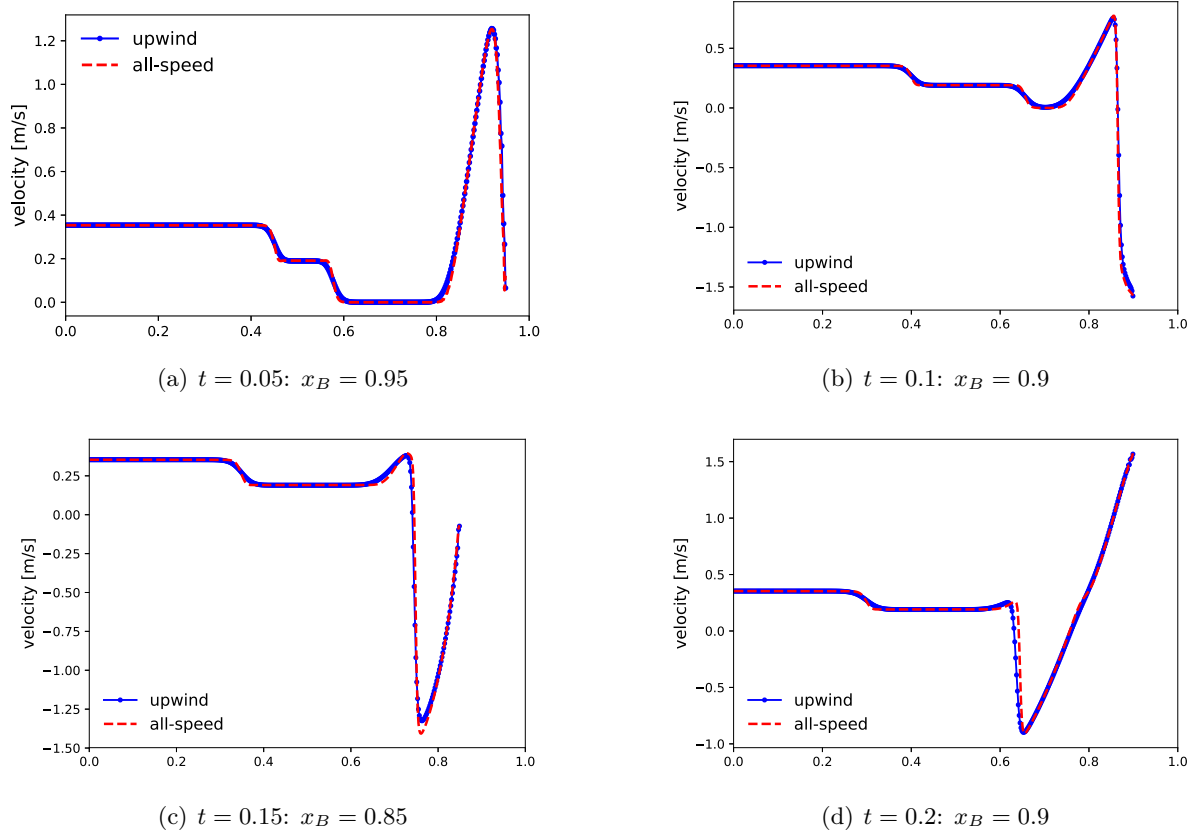 upwind
all-speed
velocity [m/s]
1.2
1.0
0.8
0.6
0.4
0.2
0.0
0.0 0.2 0.4 0.6 0.8 1.0
(a) t = 0.05: x_B = 0.95
velocity [m/s]
0.5
0.0
−0.5
−1.0
−1.5
upwind
all-speed
0.0 0.2 0.4 0.6 0.8 1.0
(b) t = 0.1: x_B = 0.9
velocity [m/s]
0.25
0.00
−0.25
−0.50
−0.75
−1.00
−1.25
−1.50
upwind
all-speed
0.0 0.2 0.4 0.6 0.8 1.0
(c) t = 0.15: x_B = 0.85
velocity [m/s]
1.5
1.0
0.5
0.0
−0.5
−1.0
upwind
all-speed
0.0 0.2 0.4 0.6 0.8 1.0
(d) t = 0.2: x_B = 0.9